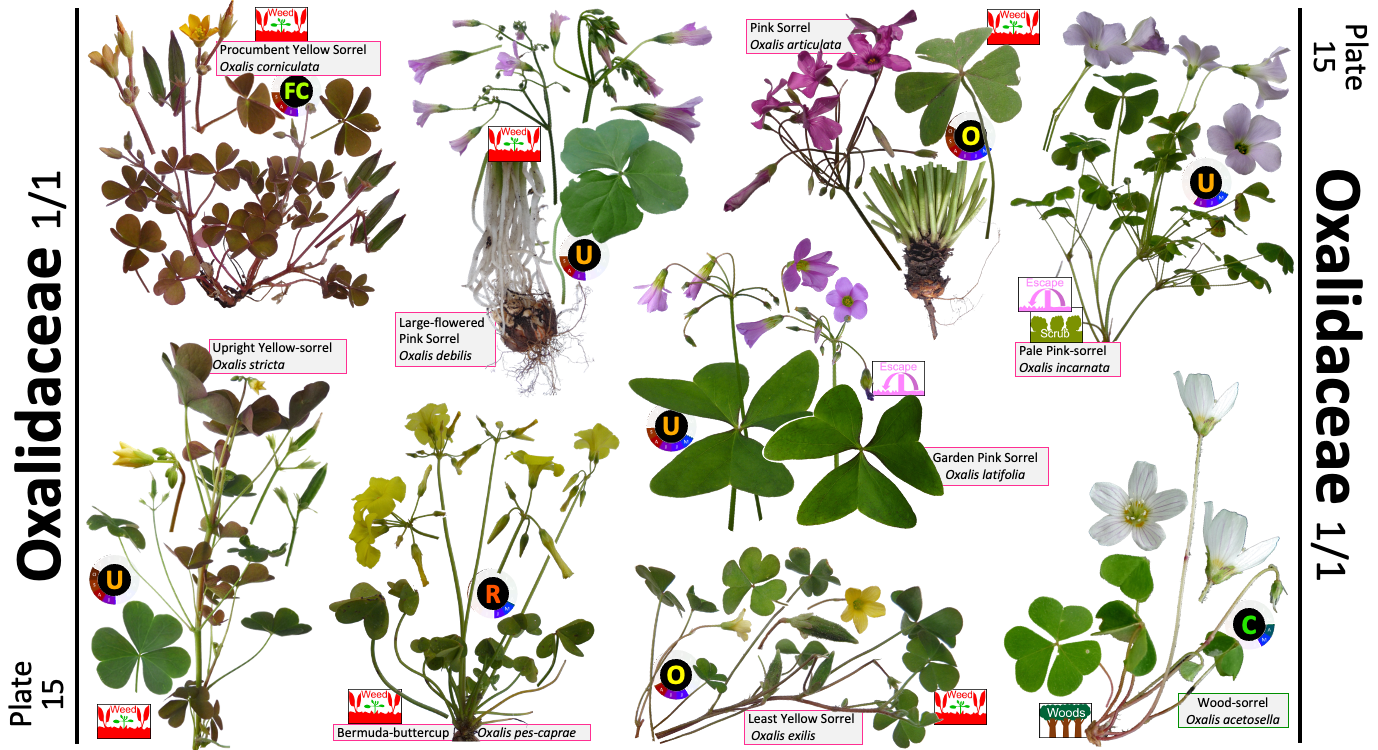 Plate
15
Oxalidaceae 1/1
Weed
Procumbent Yellow Sorrel
Oxalis corniculata
FC
Weed
Large-flowered
Pink Sorrel
Oxalis debilis
U
Pink Sorrel
Oxalis articulata
Weed
O
U
Escape
Scrub
Pale Pink-sorrel
Oxalis incarnata
Upright Yellow-sorrel
Oxalis stricta
U
Weed
R
Weed
Bermuda-buttercup
Oxalis pes-caprae
U
Escape
Garden Pink Sorrel
Oxalis latifolia
O
Weed
Least Yellow Sorrel
Oxalis exilis
C
Woods
Wood-sorrel
Oxalis acetosella
Plate
15
Oxalidaceae 1/1